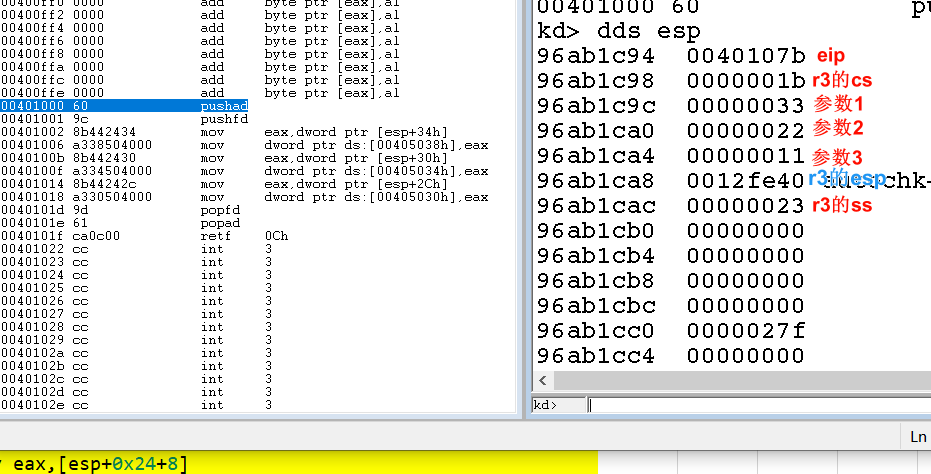 00400ff0 0000 add byte ptr [eax],al
00400ff2 0000 add byte ptr [eax],al
00400ff4 0000 add byte ptr [eax],al
00400ff6 0000 add byte ptr [eax],al
00400ff8 0000 add byte ptr [eax],al
00400ffa 0000 add byte ptr [eax],al
00400ffc 0000 add byte ptr [eax],al
00400ffe 0000 add byte ptr [eax],al
00401000 60 pushad
00401001 9c pushfd
00401002 8b442434 mov eax,dword ptr [esp+34h]
00401006 a338504000 mov dword ptr ds:[00405038h],eax
0040100b 8b442430 mov eax,dword ptr [esp+30h]
0040100f a334504000 mov dword ptr ds:[00405034h],eax
00401014 8b44242c mov eax,dword ptr [esp+2Ch]
00401018 a330504000 mov dword ptr ds:[00405030h],eax
0040101d 9d popfd
0040101e 61 popad
0040101f ca0c00 retf 0Ch
00401022 cc int 3
00401023 cc int 3
00401024 cc int 3
00401025 cc int 3
00401026 cc int 3
00401027 cc int 3
00401028 cc int 3
00401029 cc int 3
0040102a cc int 3
0040102b cc int 3
0040102c cc int 3
0040102d cc int 3
0040102e cc int 3
00401000 60
kd> dds esp
96ab1c94 0040107b eip
96ab1c98 0000001b r3的cs
96ab1c9c 00000033 参数1
96ab1ca0 00000022 参数2
96ab1ca4 00000011 参数3
96ab1ca8 0012fe40 r3的esp
96ab1cac 00000023 r3的ss
96ab1cb0 00000000
96ab1cb4 00000000
96ab1cb8 00000000
96ab1cbc 00000000
96ab1cc0 0000027f
96ab1cc4 00000000
kd>
Ln
eax,[esp+0x24+8]